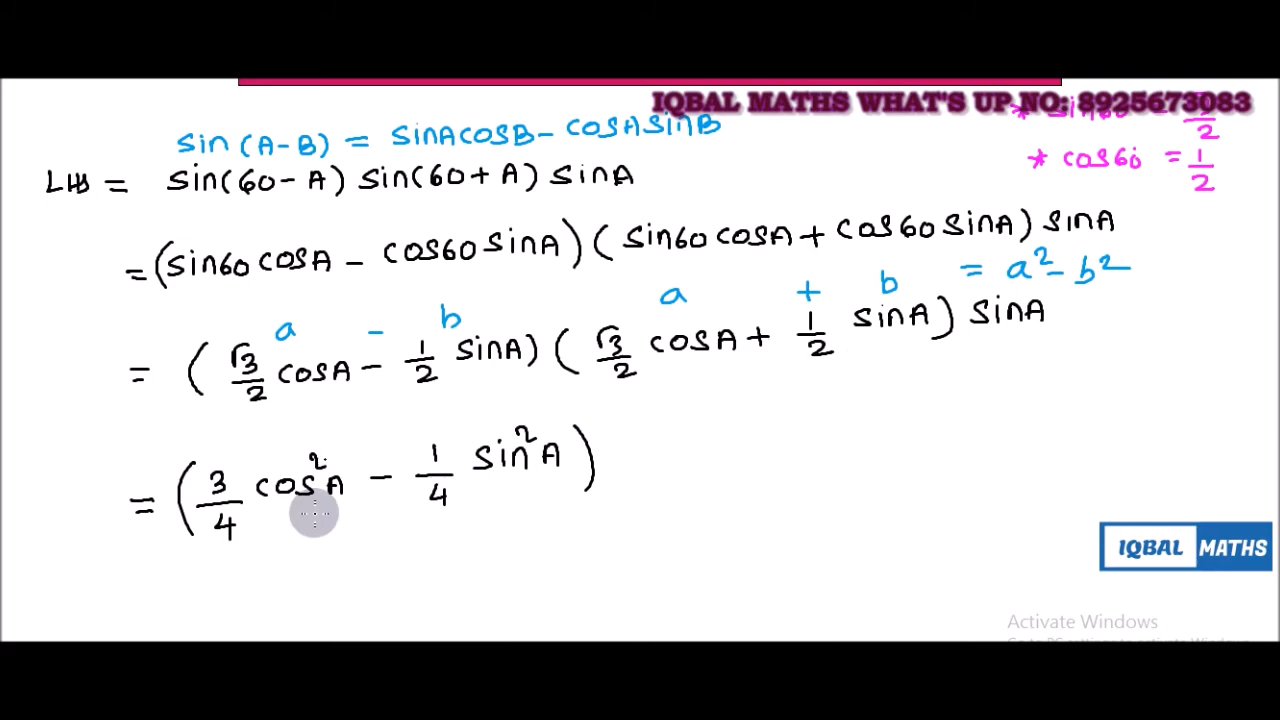 IQBAL MATHS WHAT'S UP NO: 8925673083
sin(A-B) = sinAcosB - cosAsinB
* cos60 = 1/2
LHS = sin(60-A) sin(60+A) sinA
= (sin60 cosA - cos60 sinA) (sin60 cosA + cos60 sinA) sinA
= a² - b²
a - b a + b
= (√3/2 cosA - 1/2 sinA) (√3/2 cosA + 1/2 sinA) sinA
= (3/4 cos²A - 1/4 sin²A)
IQBAL MATHS
Activate Windows